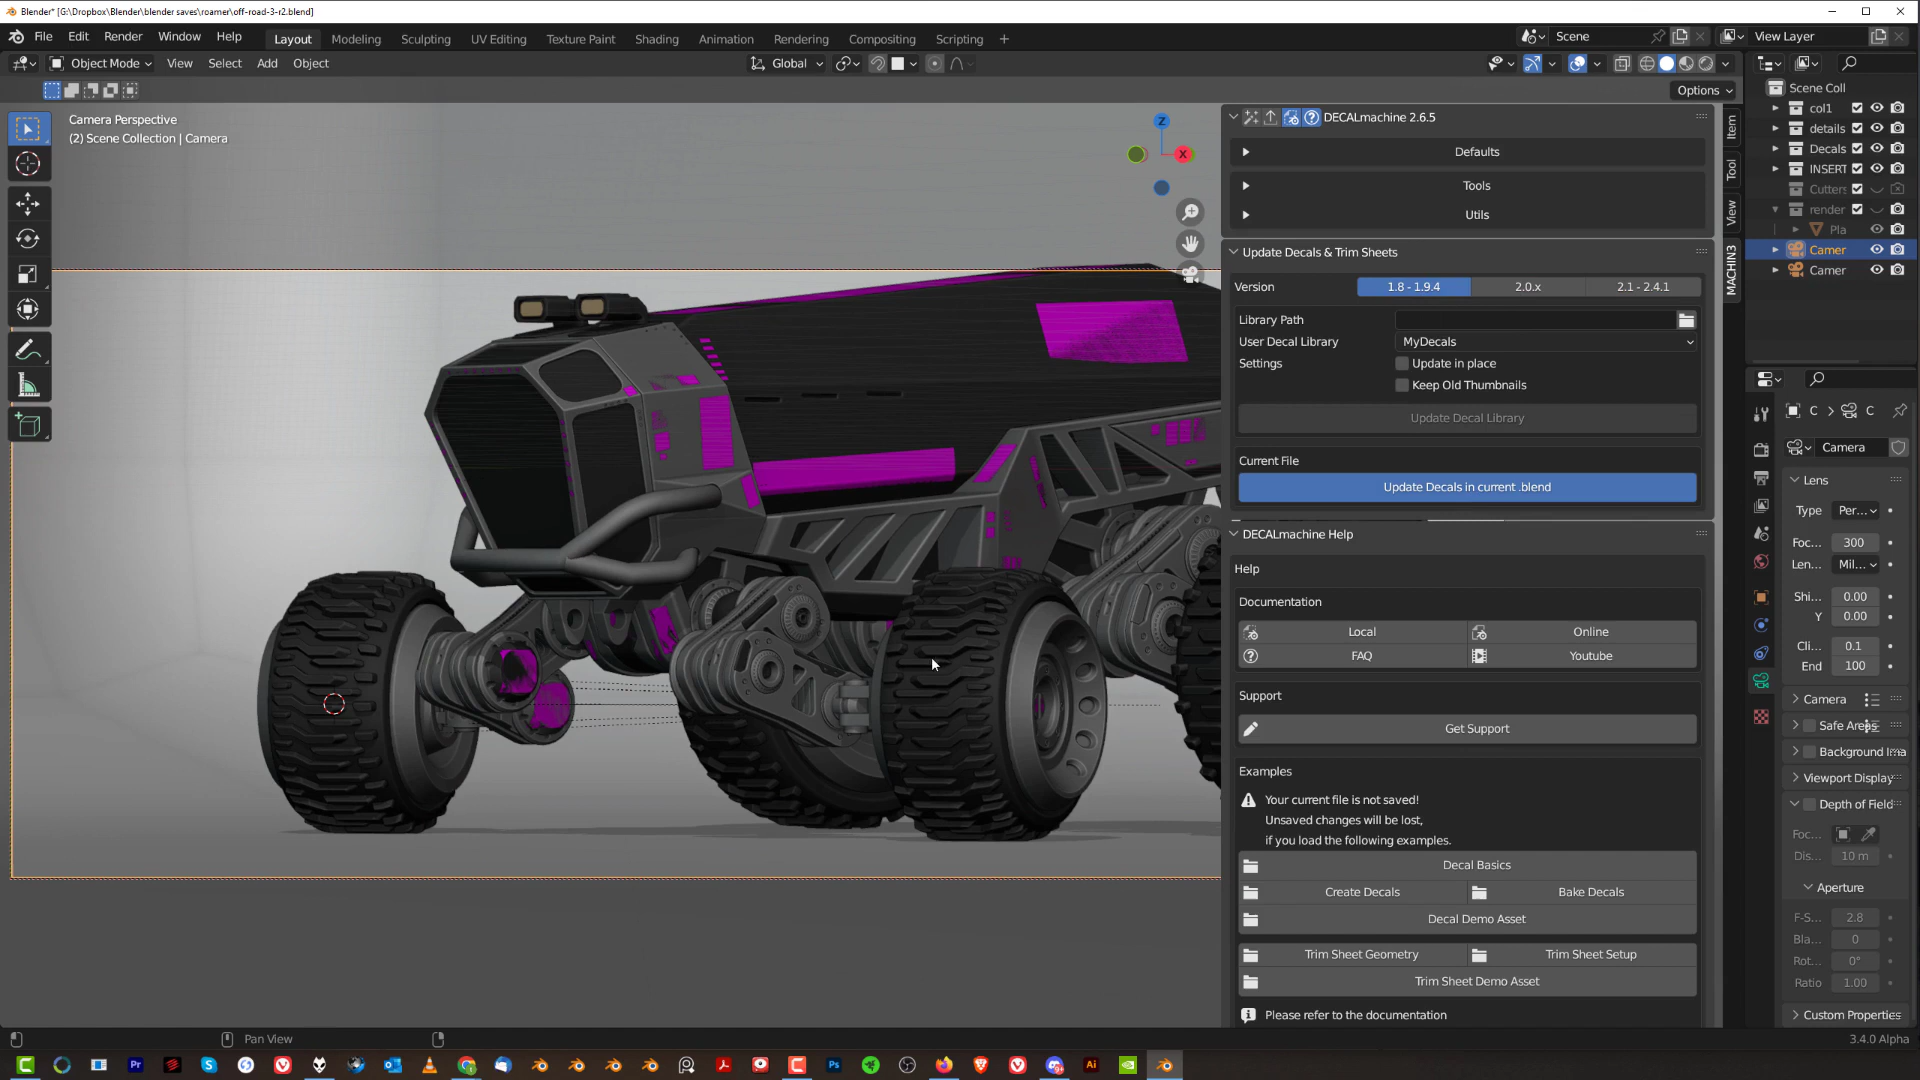 Blender* [G:\Dropbox\Blender\blender saves\roamer\off-road-3-r2.blend]
File Edit Render Window Help Layout Modeling Sculpting UV Editing Texture Paint Shading Animation Rendering Compositing Scripting + Scene View Layer
Object Mode View Select Add Object Global
Options
Camera Perspective
(2) Scene Collection | Camera
Z
X
DECALmachine 2.6.5
Defaults
Tools
Utils
Update Decals & Trim Sheets
Version 1.8 - 1.9.4 2.0.x 2.1 - 2.4.1
Library Path
User Decal Library MyDecals
Settings Update in place
Keep Old Thumbnails
Update Decal Library
Current File
Update Decals in current .blend
DECALmachine Help
Help
Documentation
Local Online
FAQ Youtube
Support
Get Support
Examples
Your current file is not saved!
Unsaved changes will be lost,
if you load the following examples.
Decal Basics
Create Decals Bake Decals
Decal Demo Asset
Trim Sheet Geometry Trim Sheet Setup
Trim Sheet Demo Asset
Please refer to the documentation
Item
Tool
View
MACHIN3
Scene Coll
col1
details
Decals
INSERT
Cutters
render
Pla
Camer
Camer
C > C
Camera
Lens
Type Per...
Foc... 300
Len... Mil...
Shi... 0.00
Y 0.00
Cli... 0.1
End 100
Camera
Safe Areas
Background Ima
Viewport Display
Depth of Field
Foc...
Dis... 10 m
Aperture
F-S... 2.8
Bla... 0
Rot... 0°
Ratio 1.00
Custom Properties
Pan View
3.4.0 Alpha
Pr
Ps
Ai